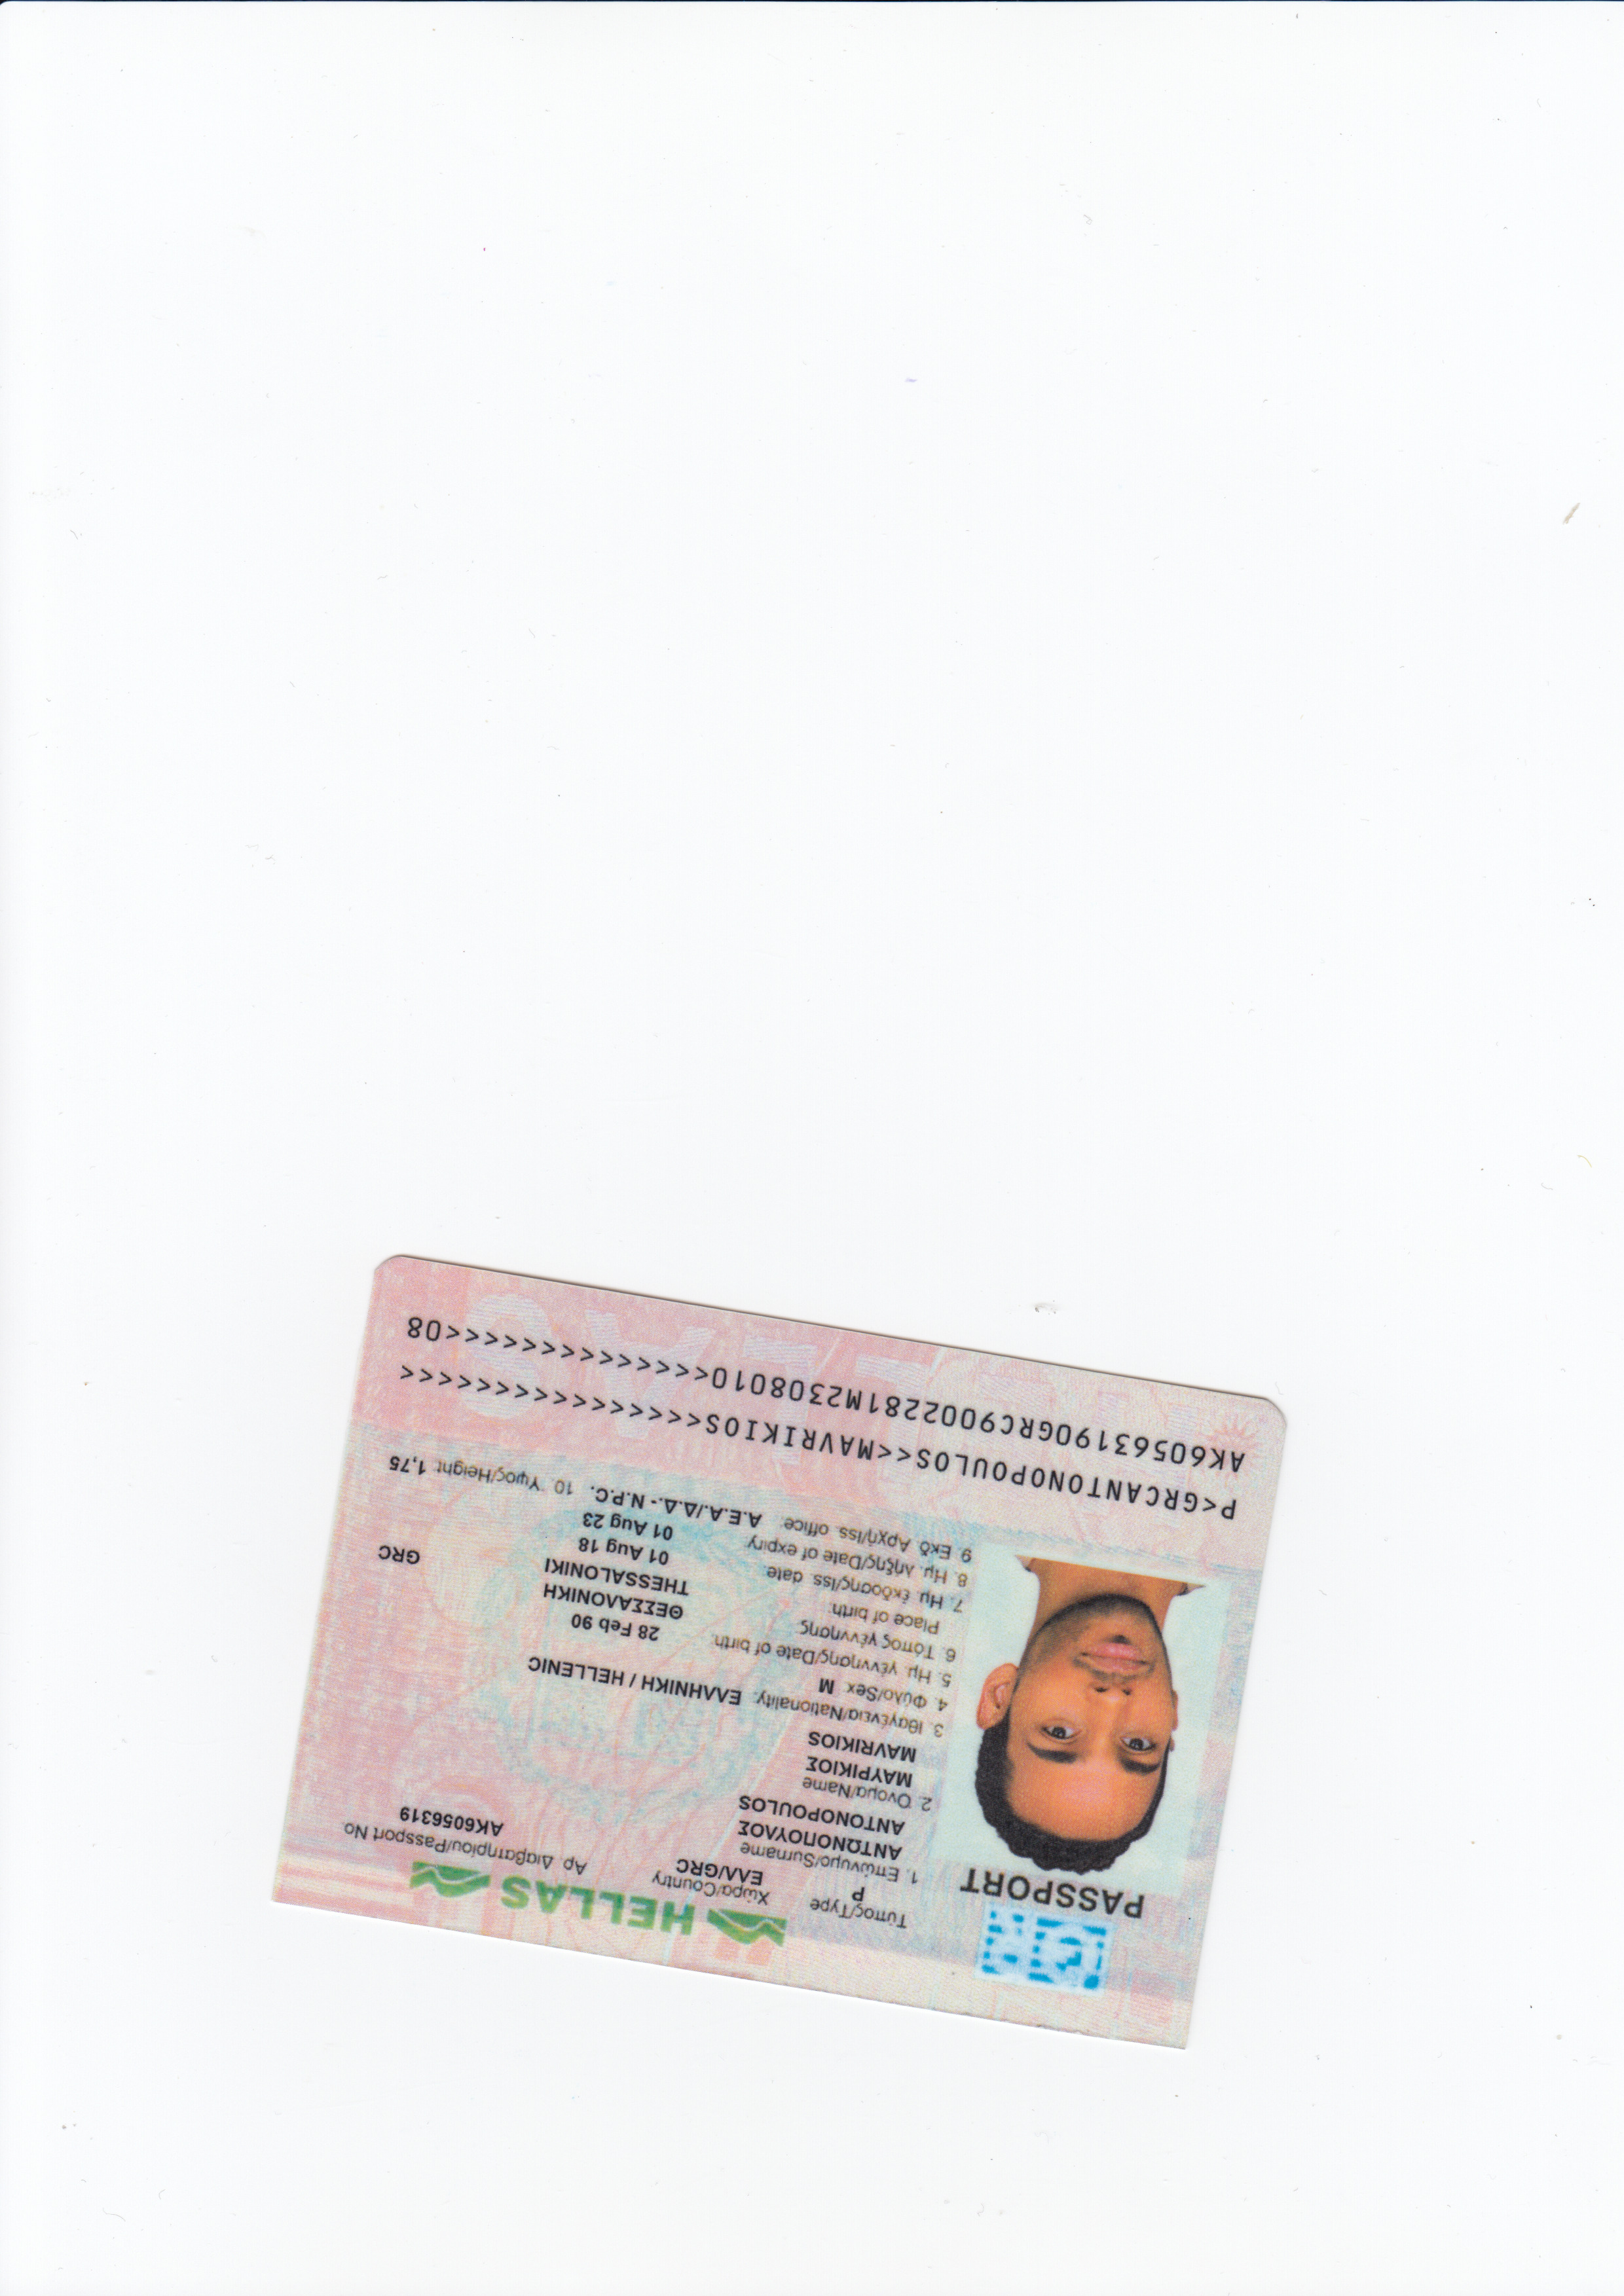 HELLAS
PASSPORT
Τύπος/Type
P
Χώρα/Country
ΕΛΛ/GRC
Αρ. Διαβατηρίου/Passport No
AK6056319
1. Επώνυμο/Surname
ΑΝΤΩΝΟΠΟΥΛΟΣ
ANTONOPOULOS
2. Όνομα/Name
ΜΑΥΡΙΚΙΟΣ
MAVRIKIOS
3. Ιθαγένεια/Nationality. ΕΛΛΗΝΙΚΗ / HELLENIC
4. Φύλο/Sex M
5. Ημ. γέννησης/Date of birth. 28 Feb 90
6. Τόπος γέννησης ΘΕΣΣΑΛΟΝΙΚΗ
Place of birth. THESSALONIKI GRC
7. Ημ. έκδοσης/Iss date. 01 Aug 18
8. Ημ. λήξης/Date of expiry 01 Aug 23
9. Εκδ. Αρχή/Iss. office A.E.A./Δ.Δ.- N.P.C. 10. Ύψος/Height 1,75
P<GRCANTONOPOULOS<<MAVRIKIOS<<<<<<<<<<<<<<<<
AK60563190GRC9002281M2308010<<<<<<<<<<<<<<08